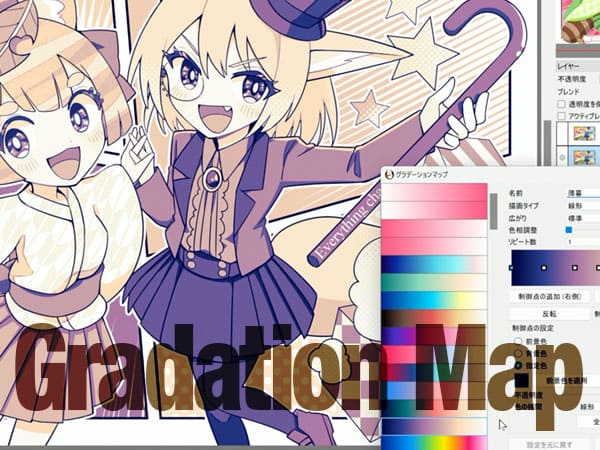 Everything
レイヤー
不透明度
ブレンド
透明度を保
アクティブレ
グラデーションマップ
名前 薄暮
描画タイプ 線形
広がり 標準
色相調整
リピート数 1
制御点の追加(右側)
反転
制御点の設定
前景色
背景色
指定色
Gradation Map
不透明度
線形
設定を元に戻す